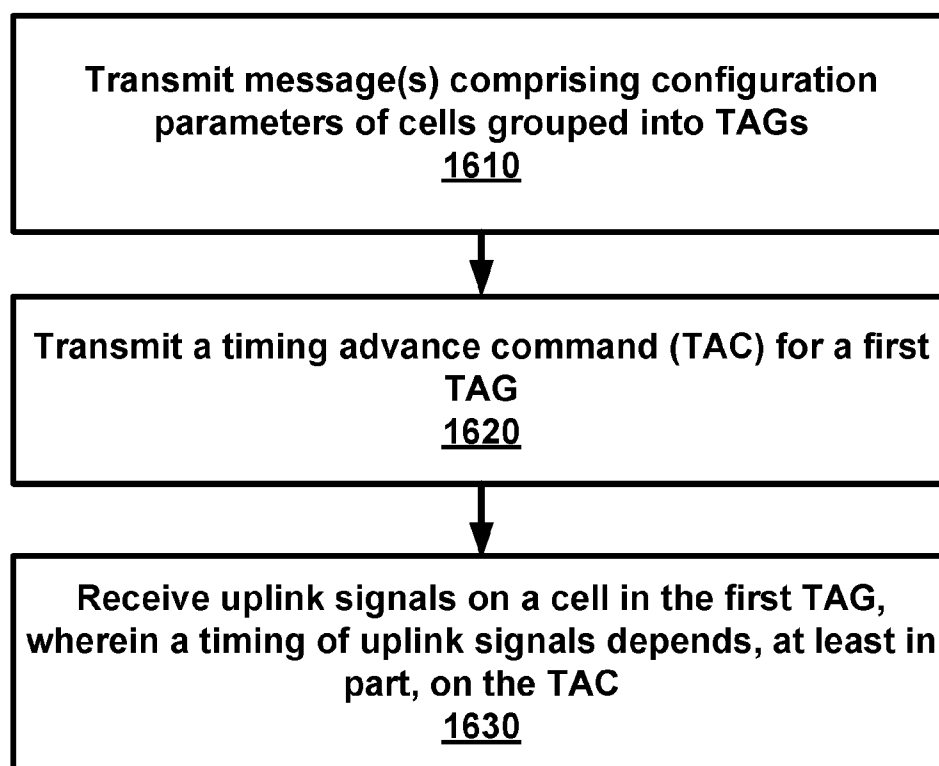 Transmit message(s) comprising configuration
parameters of cells grouped into TAGs
1610
Transmit a timing advance command (TAC) for a first
TAG
1620
Receive uplink signals on a cell in the first TAG,
wherein a timing of uplink signals depends, at least in
part, on the TAC
1630